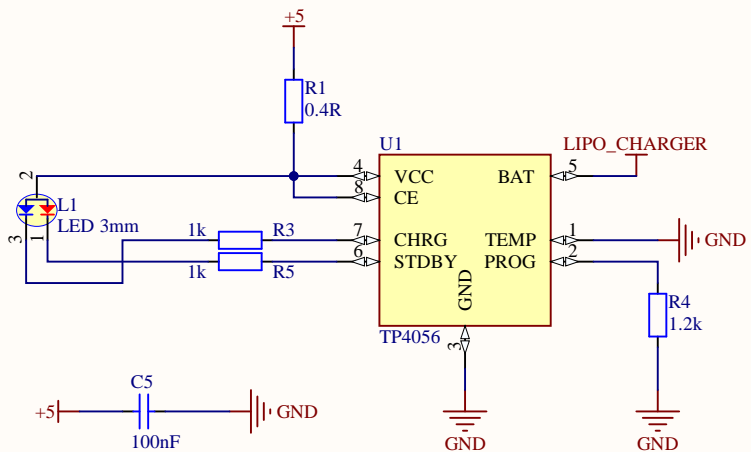 +5
R1
0.4R
U1
LIPO_CHARGER
2
4
VCC
BAT
5
8
CE
L1
LED 3mm
3
1
1k
R3
7
CHRG
TEMP
1
GND
1k
R5
6
STDBY
PROG
2
GND
R4
1.2k
TP4056
3
C5
+5
GND
100nF
GND
GND